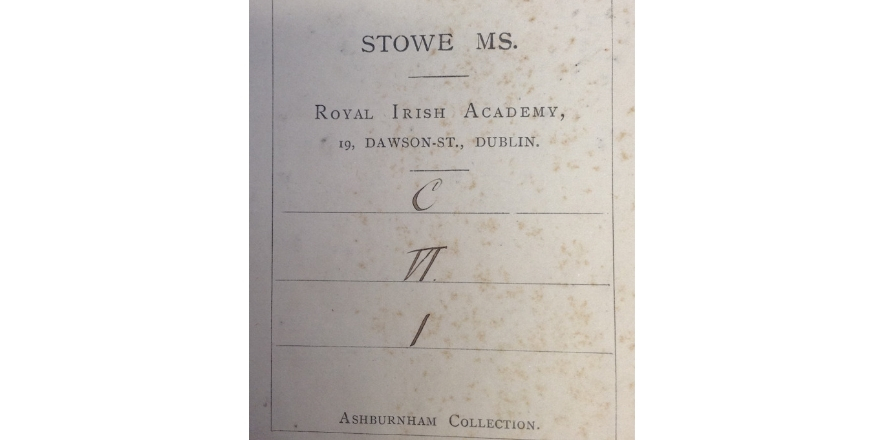 STOWE MS.
ROYAL IRISH ACADEMY,
19, DAWSON-ST., DUBLIN.
C
VI.
1
ASHBURNHAM COLLECTION.